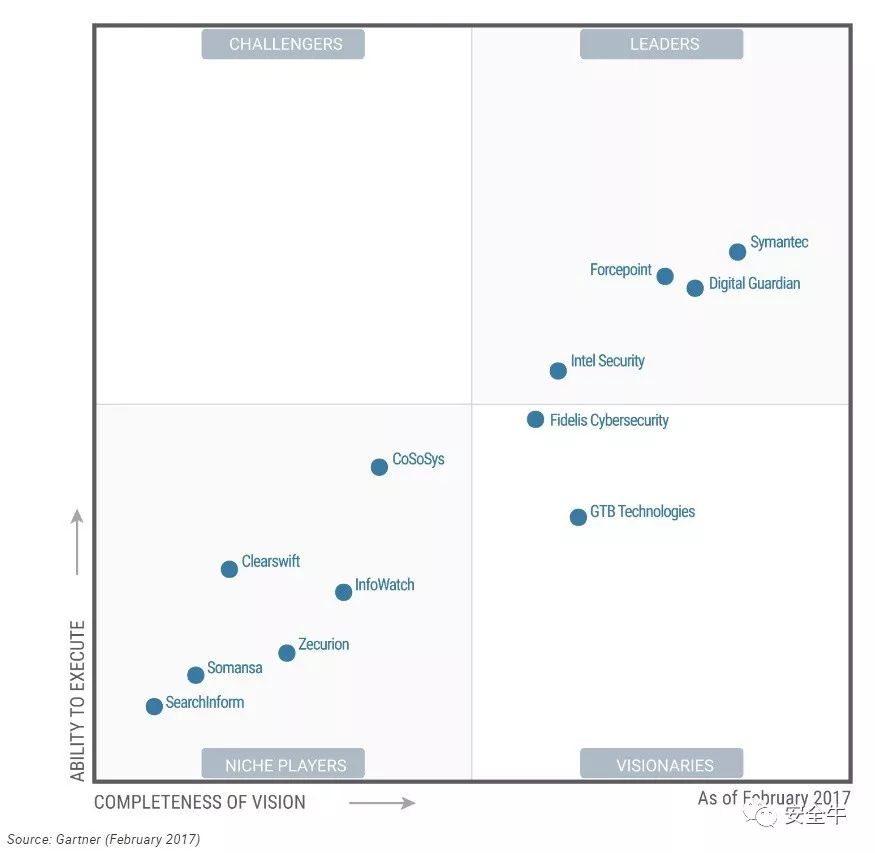 CHALLENGERS
LEADERS
Symantec
Forcepoint
Digital Guardian
Intel Security
Fidelis Cybersecurity
CoSoSys
GTB Technologies
Clearswift
InfoWatch
Zecurion
Somansa
SearchInform
ABILITY TO EXECUTE
NICHE PLAYERS
VISIONARIES
COMPLETENESS OF VISION
As of February 2017
安全牛
Source: Gartner (February 2017)